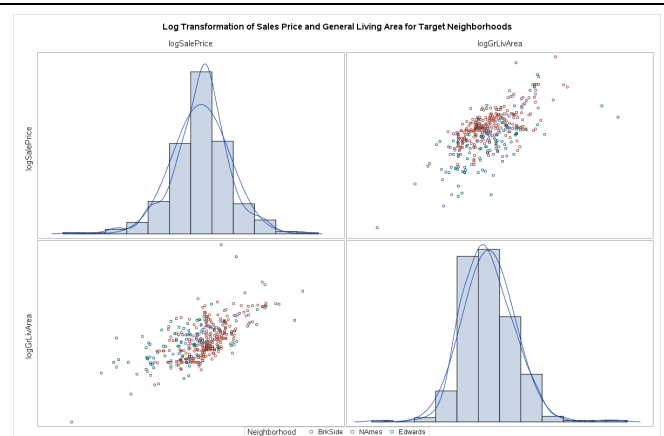 Log Transformation of Sales Price and General Living Area for Target Neighborhoods
logSalePrice
logGrLivArea
logSalePrice
logGrLivArea
Neighborhood BrkSide NAmes Edwards